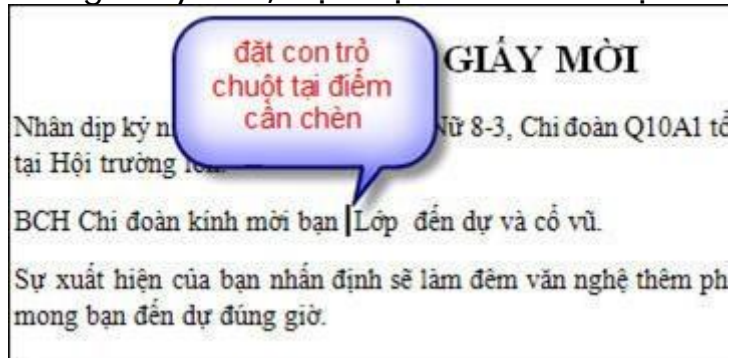 đặt con trỏ
chuột tại điểm
cần chèn
GIẤY MỜI
Nhân dịp kỷ Nữ 8-3, Chi đoàn Q10A1 tổ
tại Hội trường lớn.
BCH Chi đoàn kính mời bạn Lớp đến dự và cổ vũ.
Sự xuất hiện của bạn nhấn định sẽ làm đêm văn nghệ thêm ph
mong bạn đến dự đúng giờ.